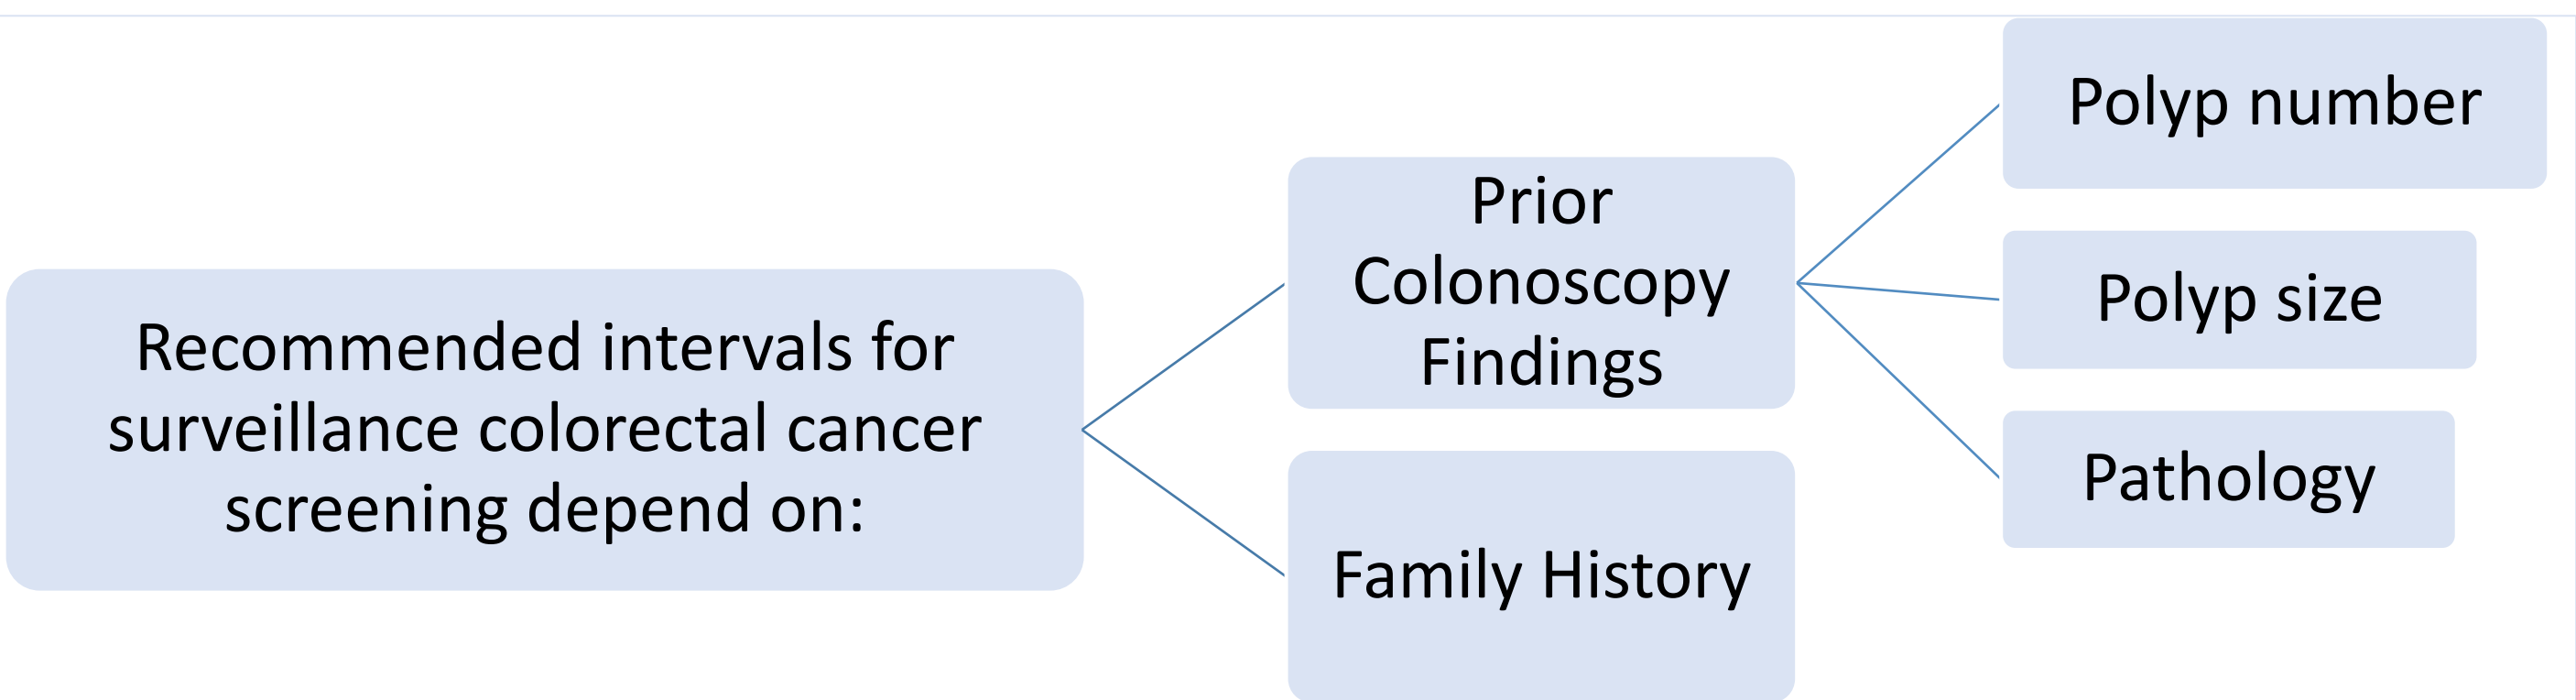 Recommended intervals for
surveillance colorectal cancer
screening depend on:
Prior
Colonoscopy
Findings
Family History
Polyp number
Polyp size
Pathology